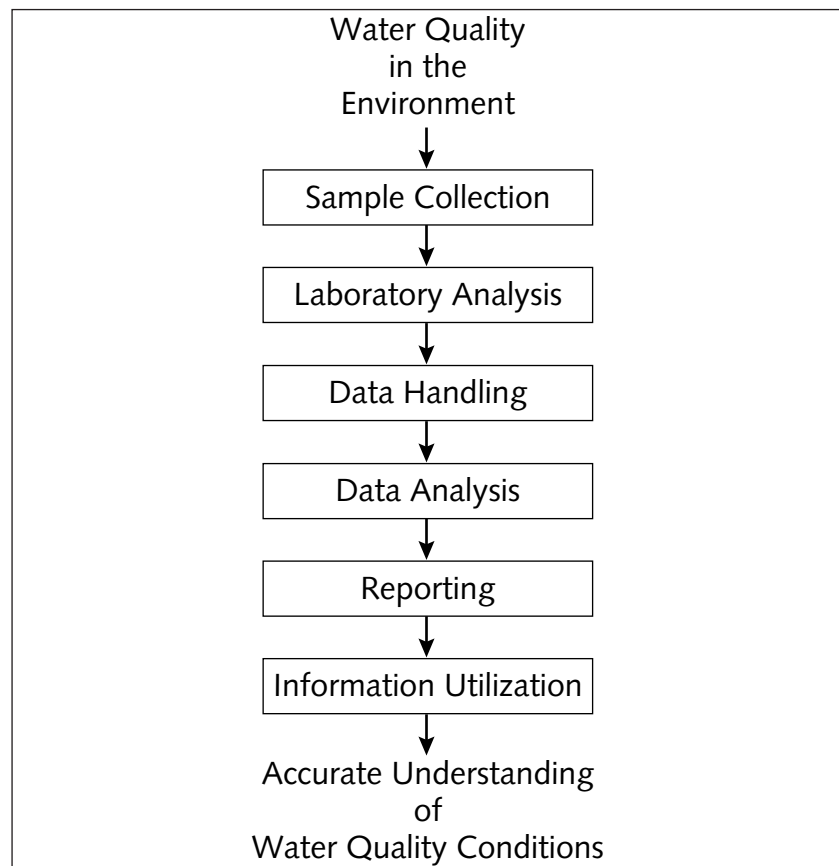 Water Quality
in the
Environment
Sample Collection
Laboratory Analysis
Data Handling
Data Analysis
Reporting
Information Utilization
Accurate Understanding
of
Water Quality Conditions